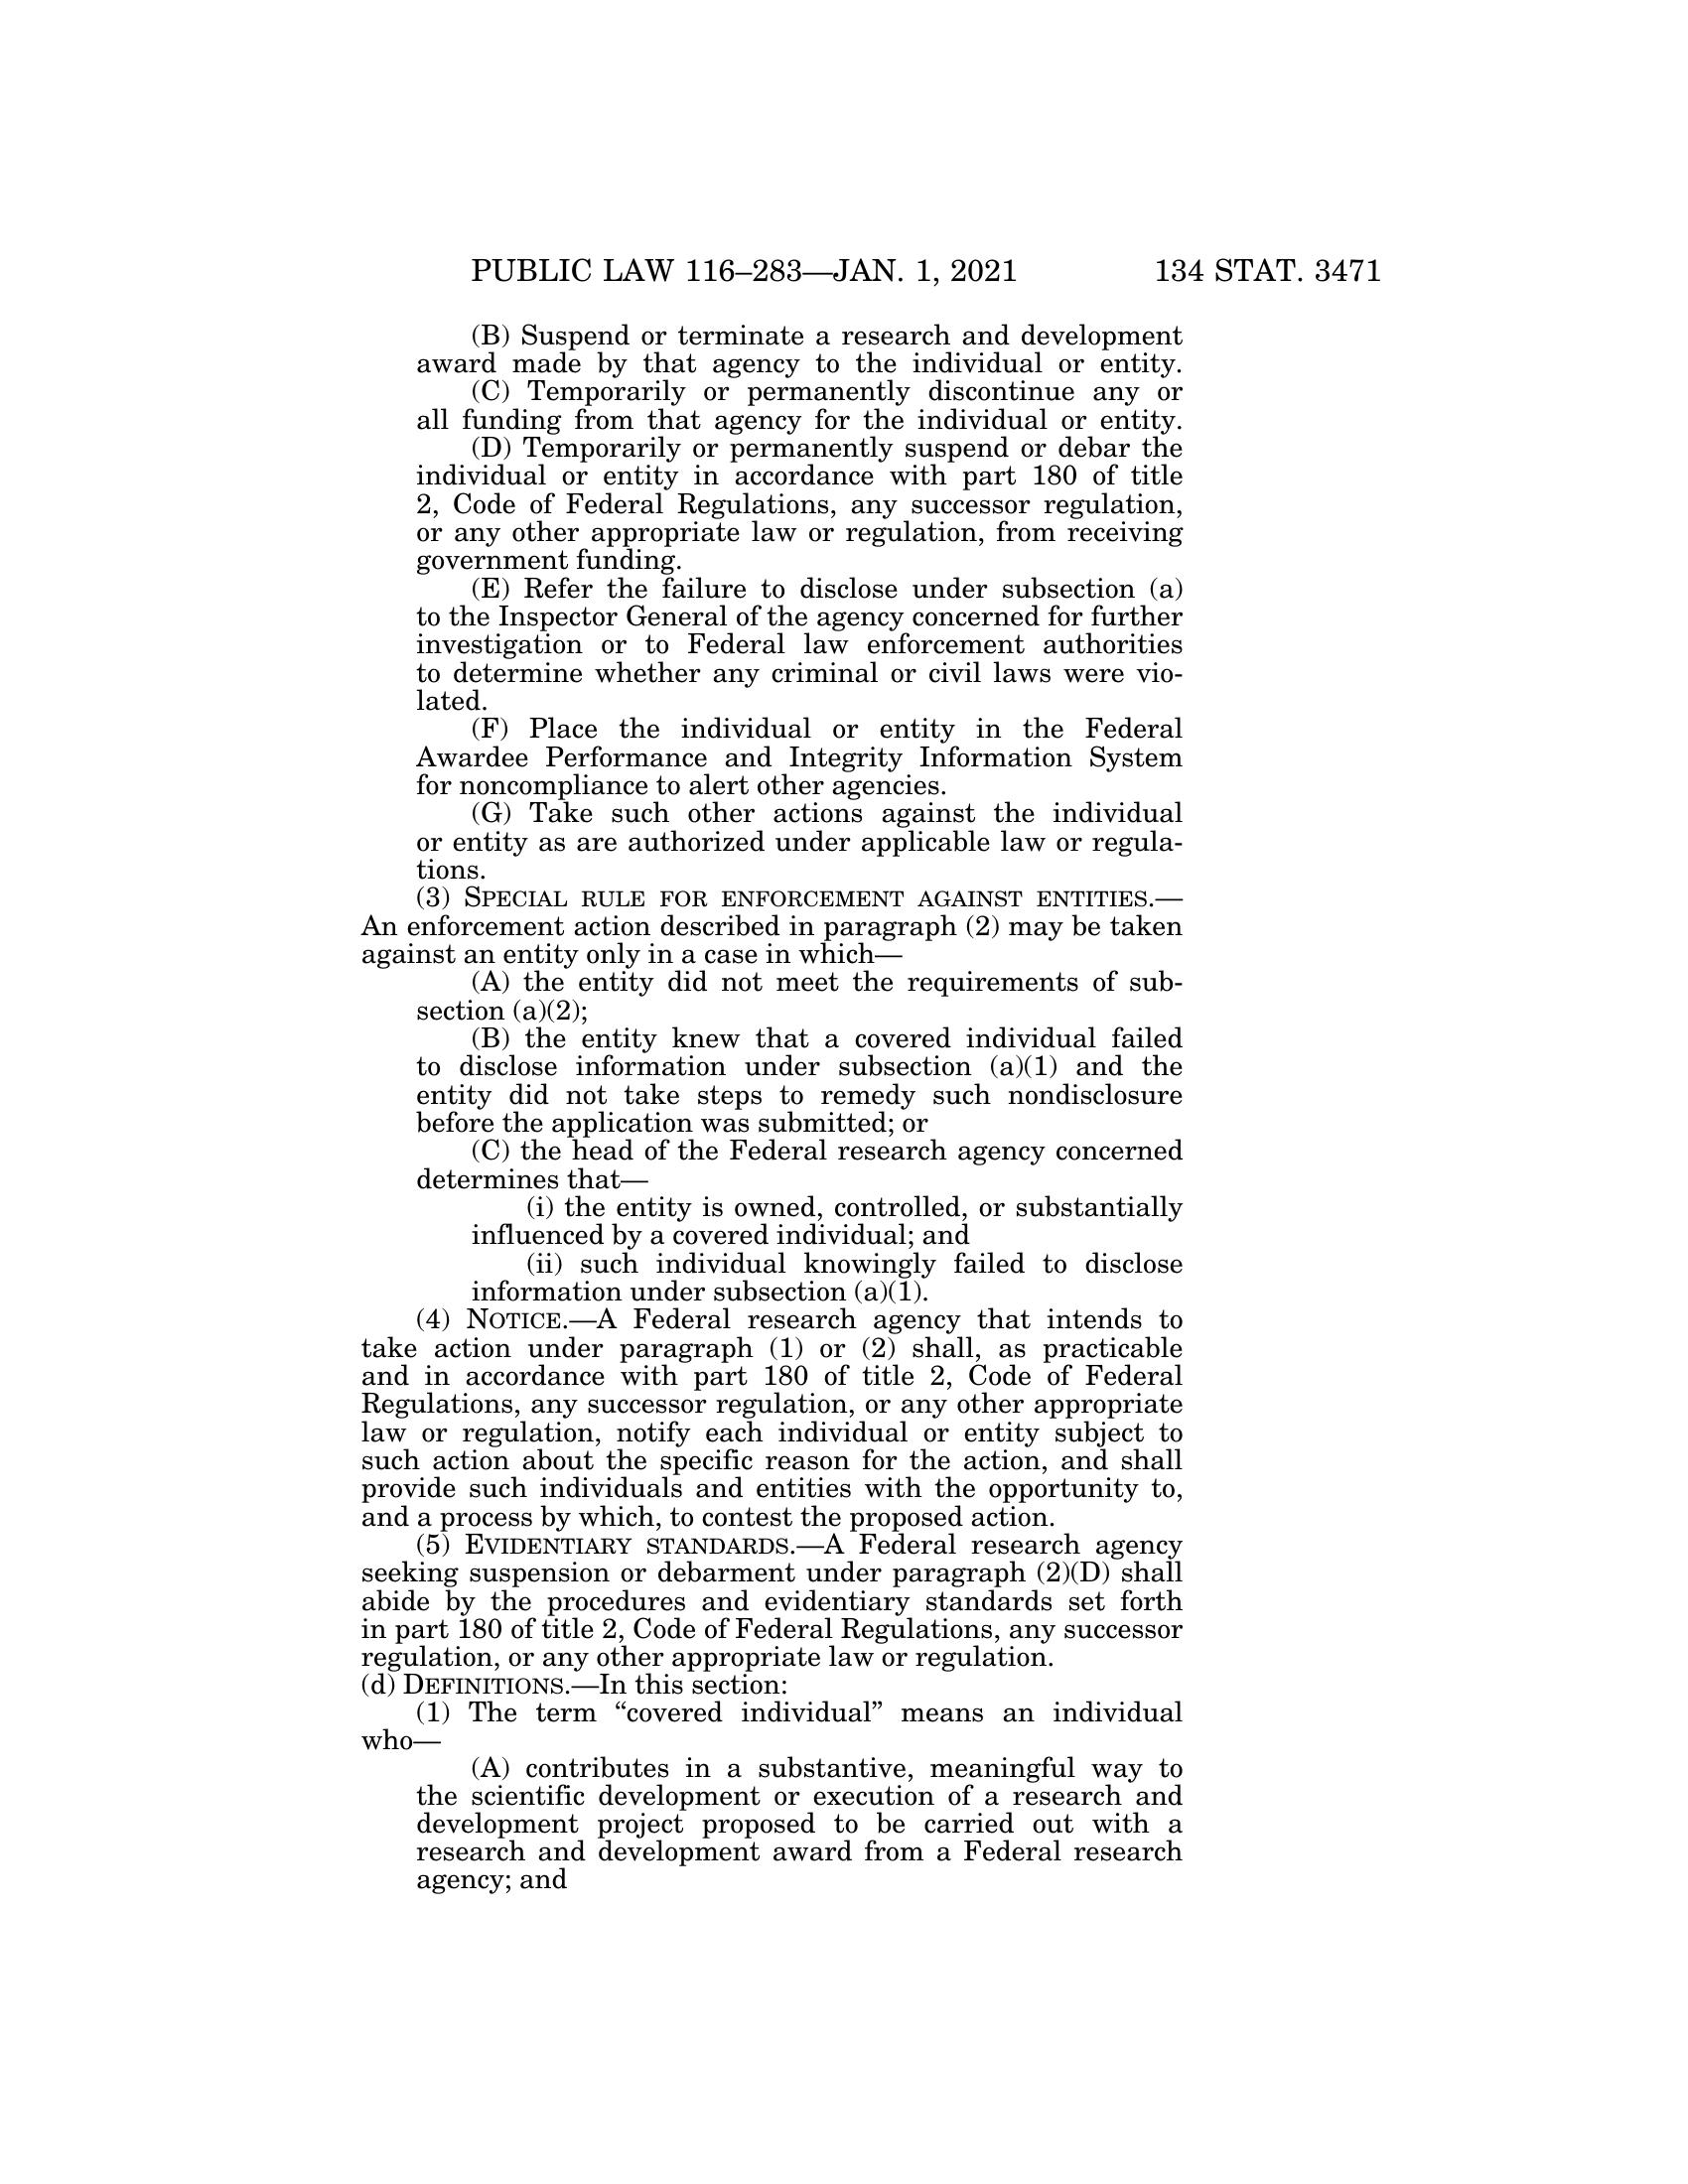 PUBLIC LAW 116–283—JAN. 1, 2021 134 STAT. 3471
(B) Suspend or terminate a research and development
award made by that agency to the individual or entity.
(C) Temporarily or permanently discontinue any or
all funding from that agency for the individual or entity.
(D) Temporarily or permanently suspend or debar the
individual or entity in accordance with part 180 of title
2, Code of Federal Regulations, any successor regulation,
or any other appropriate law or regulation, from receiving
government funding.
(E) Refer the failure to disclose under subsection (a)
to the Inspector General of the agency concerned for further
investigation or to Federal law enforcement authorities
to determine whether any criminal or civil laws were vio-
lated.
(F) Place the individual or entity in the Federal
Awardee Performance and Integrity Information System
for noncompliance to alert other agencies.
(G) Take such other actions against the individual
or entity as are authorized under applicable law or regula-
tions.
(3) SPECIAL RULE FOR ENFORCEMENT AGAINST ENTITIES.—
An enforcement action described in paragraph (2) may be taken
against an entity only in a case in which—
(A) the entity did not meet the requirements of sub-
section (a)(2);
(B) the entity knew that a covered individual failed
to disclose information under subsection (a)(1) and the
entity did not take steps to remedy such nondisclosure
before the application was submitted; or
(C) the head of the Federal research agency concerned
determines that—
(i) the entity is owned, controlled, or substantially
influenced by a covered individual; and
(ii) such individual knowingly failed to disclose
information under subsection (a)(1).
(4) NOTICE.—A Federal research agency that intends to
take action under paragraph (1) or (2) shall, as practicable
and in accordance with part 180 of title 2, Code of Federal
Regulations, any successor regulation, or any other appropriate
law or regulation, notify each individual or entity subject to
such action about the specific reason for the action, and shall
provide such individuals and entities with the opportunity to,
and a process by which, to contest the proposed action.
(5) EVIDENTIARY STANDARDS.—A Federal research agency
seeking suspension or debarment under paragraph (2)(D) shall
abide by the procedures and evidentiary standards set forth
in part 180 of title 2, Code of Federal Regulations, any successor
regulation, or any other appropriate law or regulation.
(d) DEFINITIONS.—In this section:
(1) The term “covered individual” means an individual
who—
(A) contributes in a substantive, meaningful way to
the scientific development or execution of a research and
development project proposed to be carried out with a
research and development award from a Federal research
agency; and